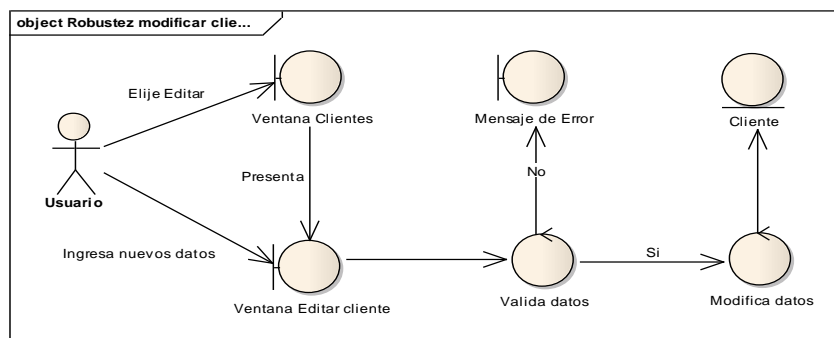 object Robustez modificar clie...
Elije Editar
Ventana Clientes
Mensaje de Error
Cliente
Usuario
Presenta
No
Ingresa nuevos datos
Si
Ventana Editar cliente
Valida datos
Modifica datos